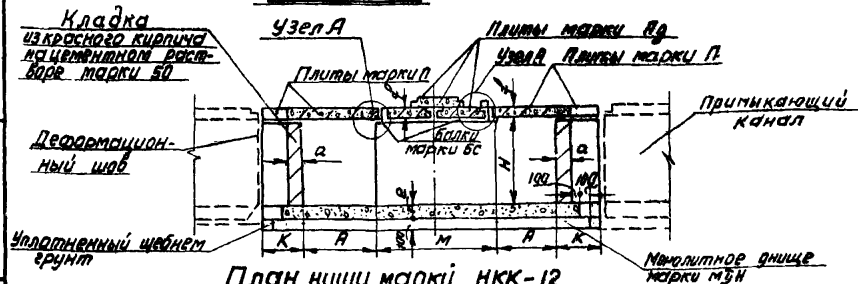 Кладка
из красного кирпича
на цементном раст-
воре марки 50
Узел А
Плиты марки Пд
Узел А
Плиты марки П
Плиты марки П
Примыкающий
канал
Деформацион-
ный шов
балки
марки БС
а
Н
а
100
180
Уплотненный щебнем
грунт
100
К
А
М
А
К
Монолитное днище
марки МДН
План ниши марки НКК-12